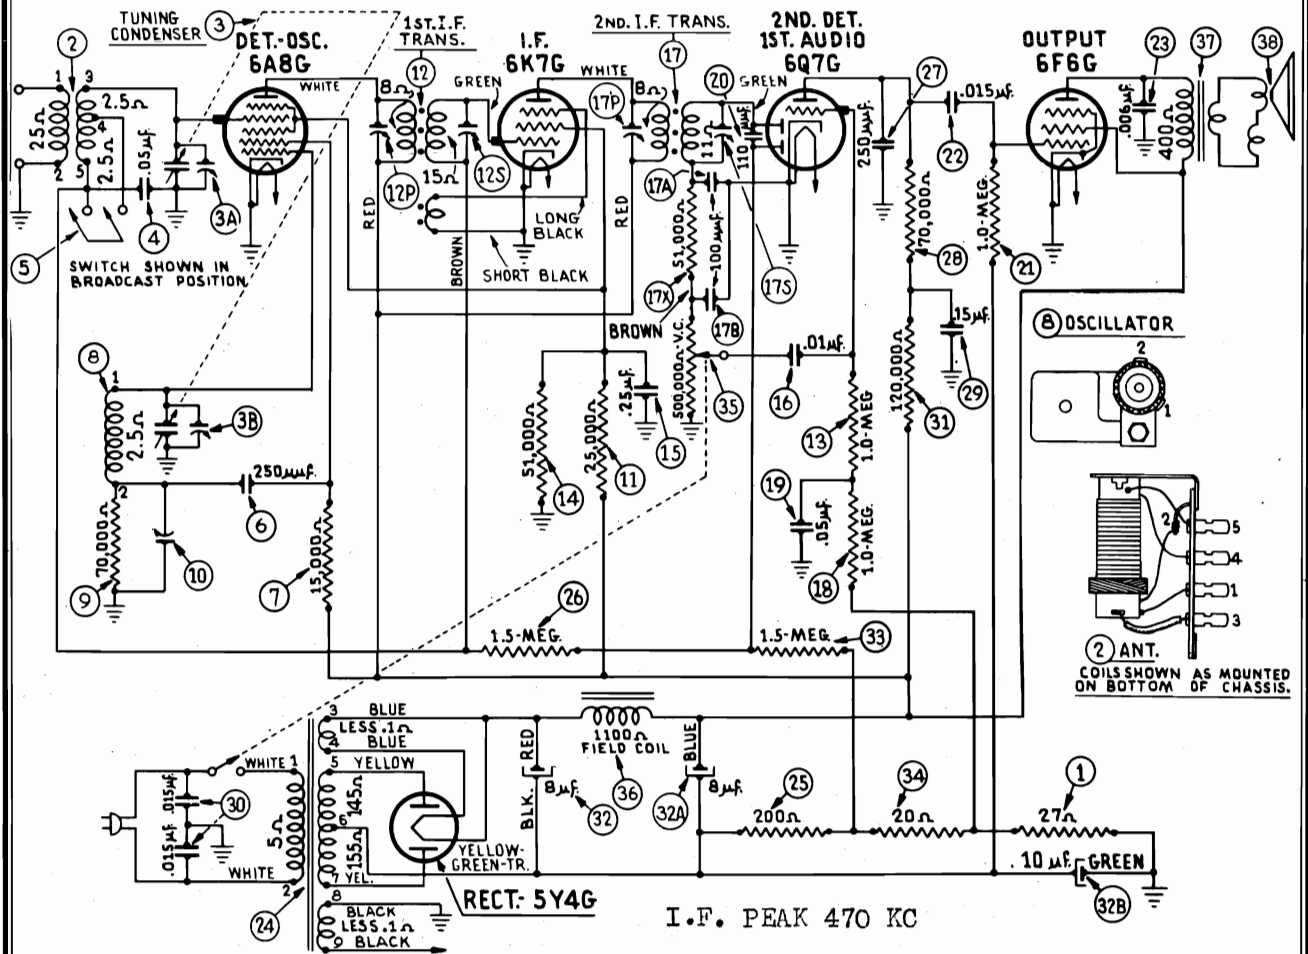 TUNING
CONDENSER
3
2
DET.-OSC.
6A8G
WHITE
1ST. I.F.
TRANS.
12
GREEN
I.F.
6K7G
WHITE
2ND. I.F. TRANS.
17
20
GREEN
2ND. DET.
1ST. AUDIO
6Q7G
27
.015µf.
OUTPUT
6F6G
23
37
38
1
3
2.5Ω
25Ω
4
2.5Ω
2
5
.05µf.
8Ω
17P
8Ω
11Ω
110µµf.
250µµf.
22
.006µf.
400Ω
3A
4
5
SWITCH SHOWN IN
BROADCAST POSITION
12P
15Ω
12S
RED
BROWN
LONG
BLACK
SHORT BLACK
RED
17A
51,000Ω
100µµf.
17S
17X
17B
BROWN
70,000Ω
28
1.0-MEG.
21
.15µf.
29
8
1
2.5Ω
3B
2
250µµf.
6
70,000Ω
9
10
7
15,000Ω
51,000Ω
14
25,000Ω
11
.25µf.
15
500,000Ω V.C.
35
.01µf.
16
13
1.0-MEG
19
.05µf.
18
1.0-MEG.
120,000Ω
31
8 OSCILLATOR
2
1
2
5
4
1
3
2 ANT.
COILS SHOWN AS MOUNTED
ON BOTTOM OF CHASSIS.
26
1.5-MEG.
1.5-MEG.
33
3
BLUE
LESS .1Ω
4
BLUE
5
YELLOW
145Ω
6
155Ω
7
YEL.
8
BLACK
LESS .1Ω
9
BLACK
WHITE 1
.015µf.
30
.015µf.
5Ω
WHITE
2
24
YELLOW-
GREEN-TR.
RECT.- 5Y4G
RED
BLK.
8µf.
32
1100Ω
FIELD COIL
36
BLUE
32A
8µf.
25
200Ω
34
20Ω
1
27Ω
.10 µf.
GREEN
32B
I.F. PEAK 470 KC